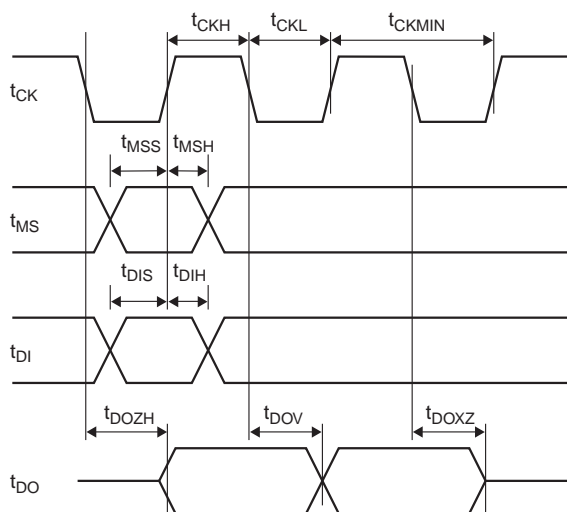 tCKH tCKL tCKMIN
tCK
tMSS tMSH
tMS
tDIS tDIH
tDI
tDOZH tDOV tDOXZ
tDO